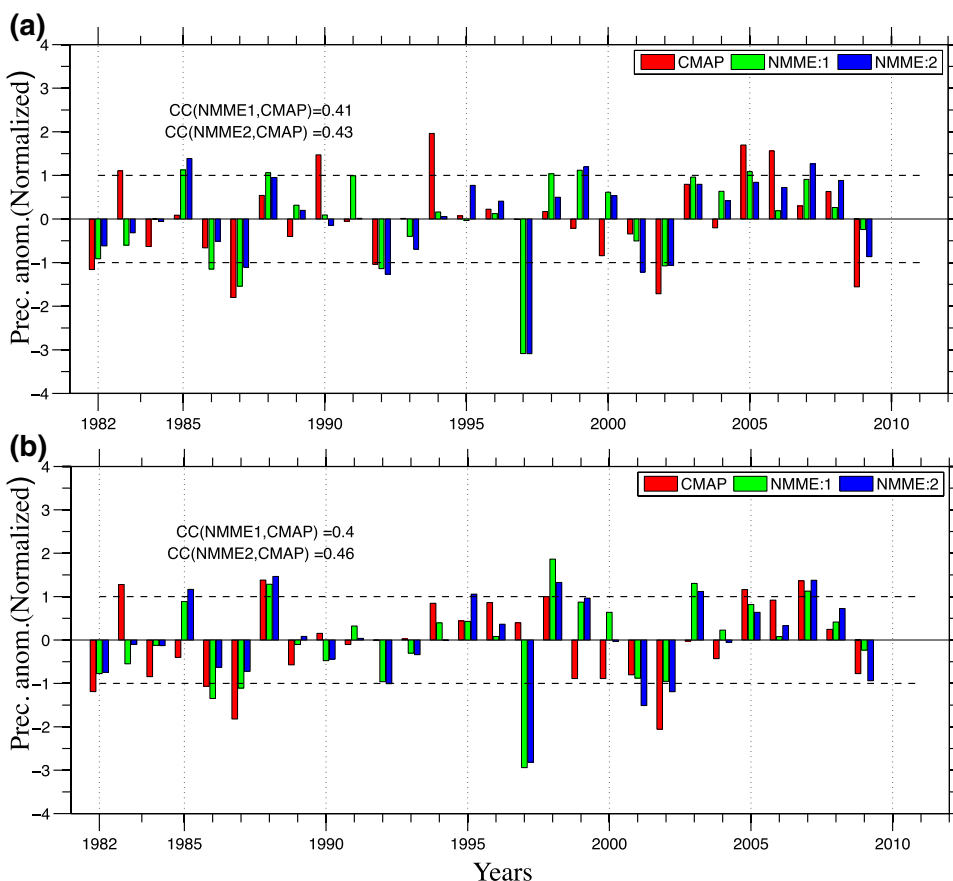 (a)
4
3
2
1
0
−1
−2
−3
−4
Prec. anom.(Normalized)
CMAP NMME:1 NMME:2
CC(NMME1,CMAP)=0.41
CC(NMME2,CMAP) =0.43
1982 1985 1990 1995 2000 2005 2010
(b)
4
3
2
1
0
−1
−2
−3
−4
Prec. anom.(Normalized)
CMAP NMME:1 NMME:2
CC(NMME1,CMAP) =0.4
CC(NMME2,CMAP) =0.46
1982 1985 1990 1995 2000 2005 2010
Years